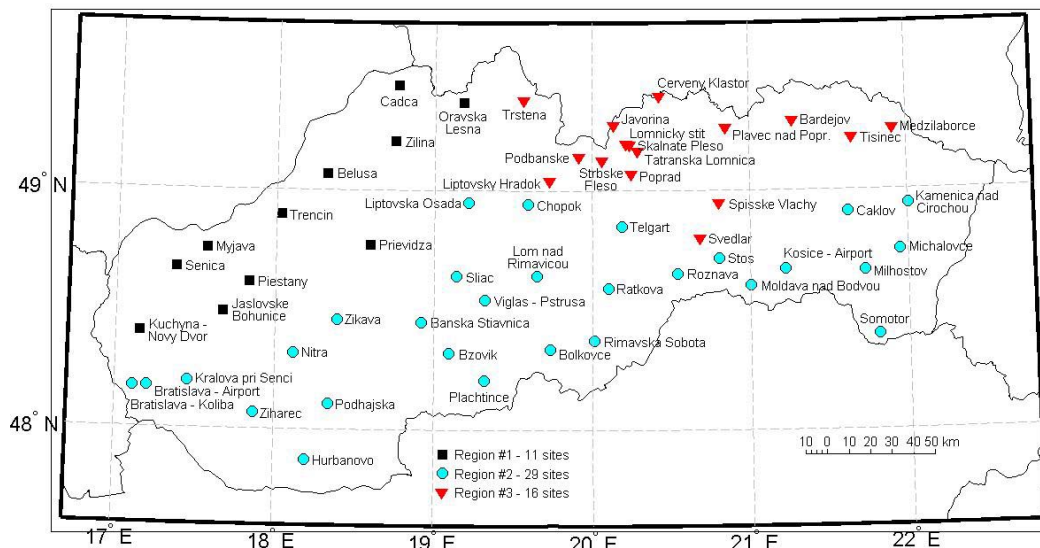 Cerveny Klastor
Cadca
Oravska
Lesna
Trstena
Javorina
Lomnicky stit
Skalnate Pleso
Tatranska Lomnica
Plavec nad Popr.
Bardejov
Tisinec
Medzilaborce
Zilina
Podbanske
Strbske
Fleso
Poprad
49° N
Belusa
Liptovsky Hradok
Liptovska Osada
Chopok
Spisske Vlachy
Caklov
Kamenica nad
Cirochou
Trencin
Telgart
Svedlar
Myjava
Prievidza
Lom nad
Rimavicou
Stos
Kosice - Airport
Michalovce
Senica
Piestany
Sliac
Roznava
Milhostov
Moldava nad Bodvou
Jaslovske
Bohunice
Viglas - Pstrusa
Ratkova
Kuchyna -
Novy Dvor
Zikava
Banska Stiavnica
Somotor
Nitra
Bzovik
Bolkovce
Rimavska Sobota
Kralova pri Senci
Bratislava - Airport
Bratislava - Koliba
Plachtince
Ziharec
Podhajska
48° N
Hurbanovo
10 0 10 20 30 40 50 km
Region #1 - 11 sites
Region #2 - 29 sites
Region #3 - 16 sites
17° E
18° E
19° E
20° E
21° E
22° E